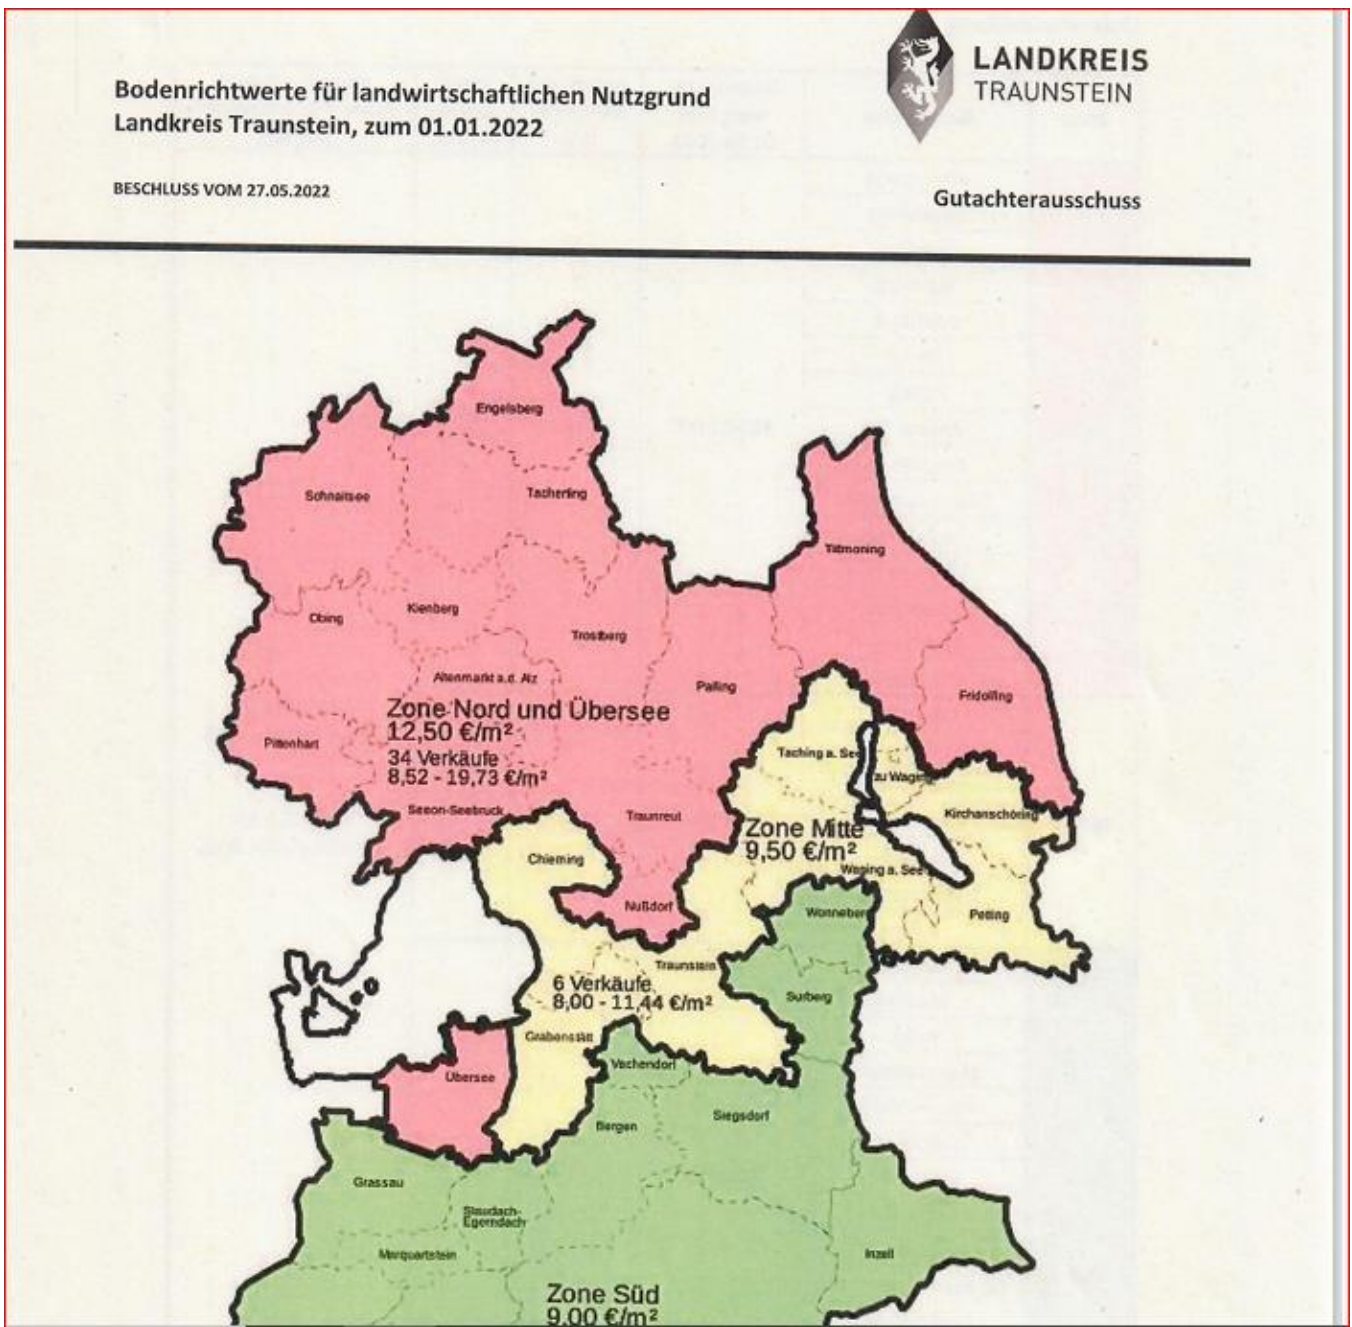 LANDKREIS
TRAUNSTEIN
Bodenrichtwerte für landwirtschaftlichen Nutzgrund
Landkreis Traunstein, zum 01.01.2022
BESCHLUSS VOM 27.05.2022
Gutachterausschuss
Engelsberg
Schnaitsee
Tacherting
Titmoning
Obing
Kienberg
Trostberg
Altenmarkt a.d. Alz
Palling
Fridolfing
Zone Nord und Übersee
12,50 €/m²
34 Verkäufe
8,52 - 19,73 €/m²
Pittenhart
Taching a. See
zu Waging
Seeon-Seebruck
Traunreut
Kirchanschöring
Zone Mitte
9,50 €/m²
Chieming
Waging a. See
Nußdorf
Wonneberg
Petting
Traunstein
6 Verkäufe
8,00 - 11,44 €/m²
Surberg
Grabenstätt
Vachendorf
Übersee
Siegsdorf
Bergen
Grassau
Staudach-
Egerndach
Marquartstein
Inzell
Zone Süd
9,00 €/m²